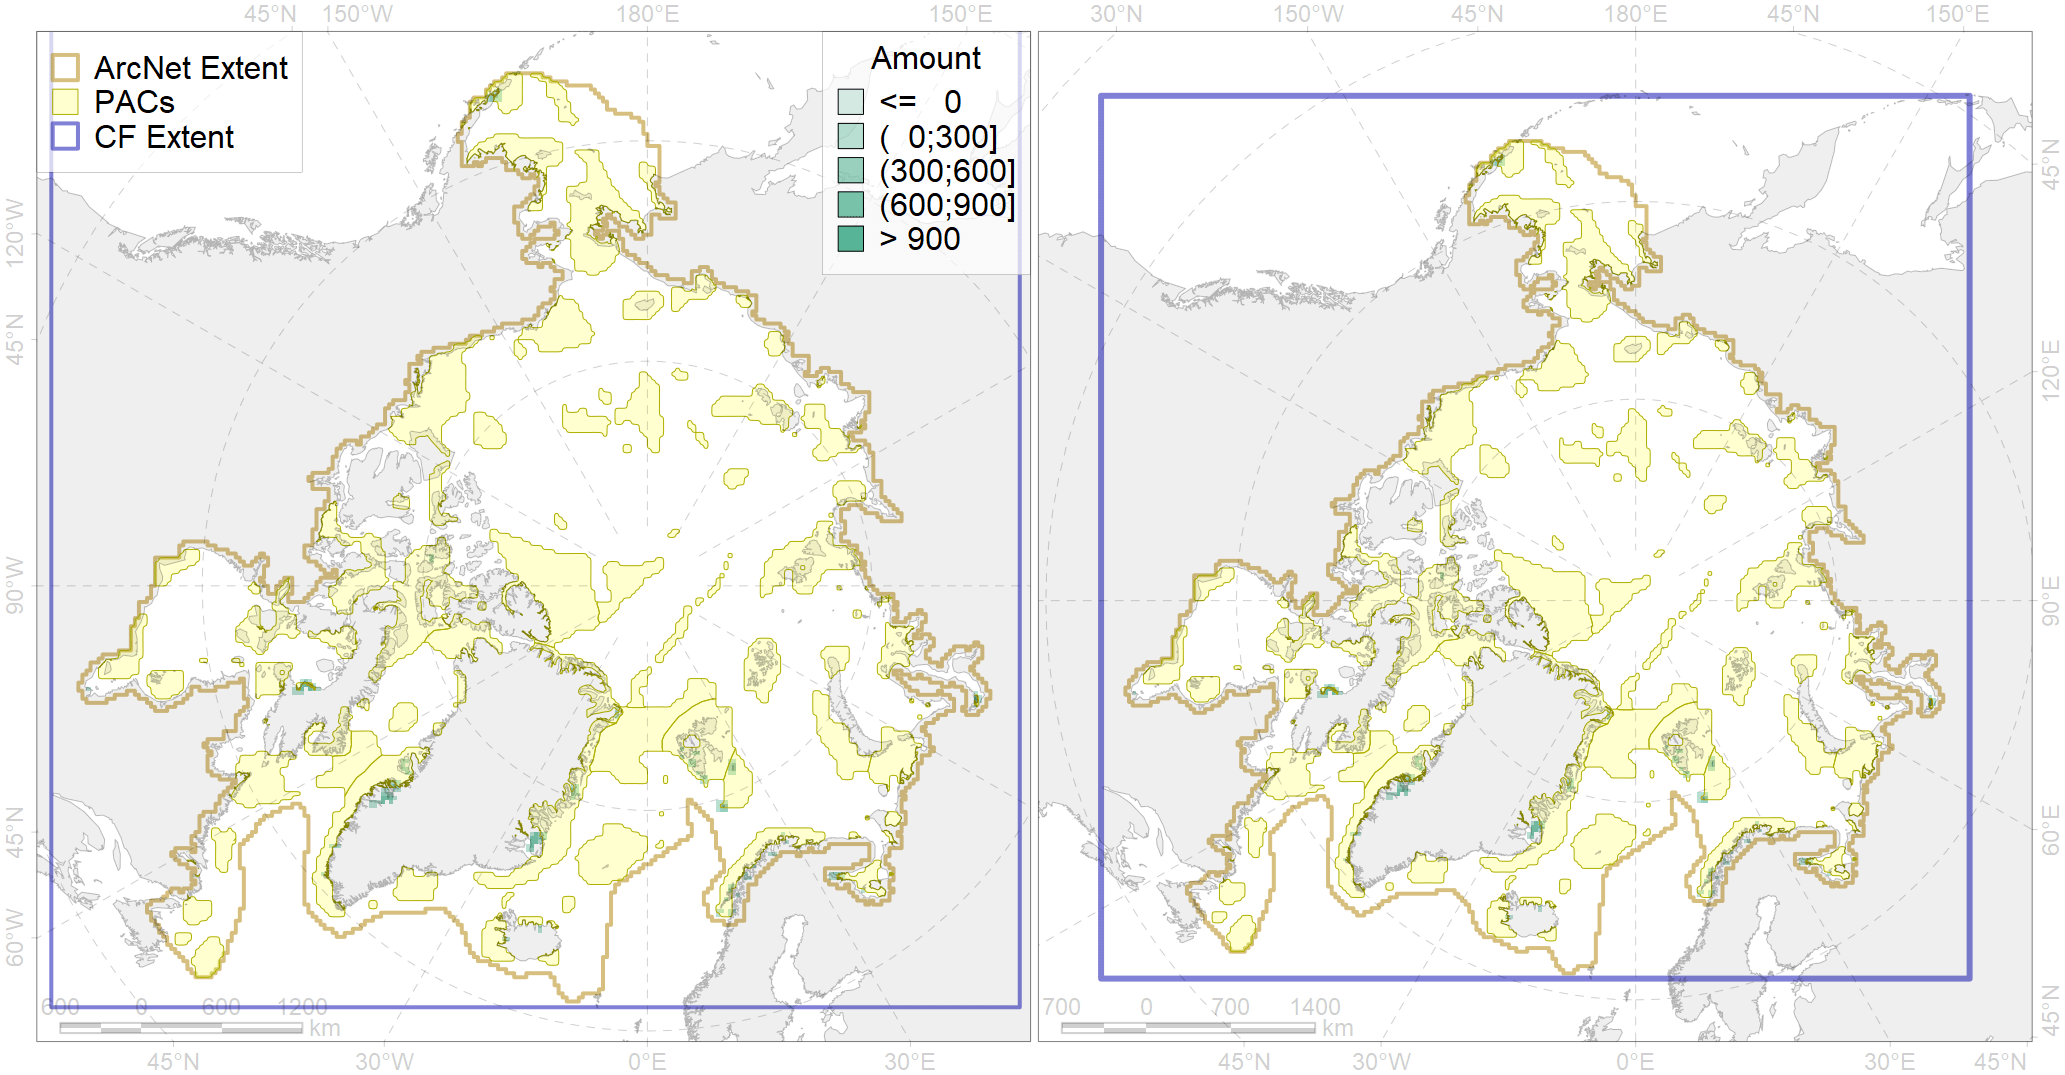 45°N 150°W 180°E 150°E
30°N 150°W 45°N 180°E 45°N 150°E
ArcNet Extent
PACs
CF Extent
Amount
<= 0
( 0;300]
(300;600]
(600;900]
> 900
120°W
45°N
90°W
45°N
60°W
45°N
120°E
90°E
60°E
45°N
600 0 600 1200
km
700 0 700 1400
km
45°N 30°W 0°E 30°E
45°N 30°W 0°E 30°E 45°N